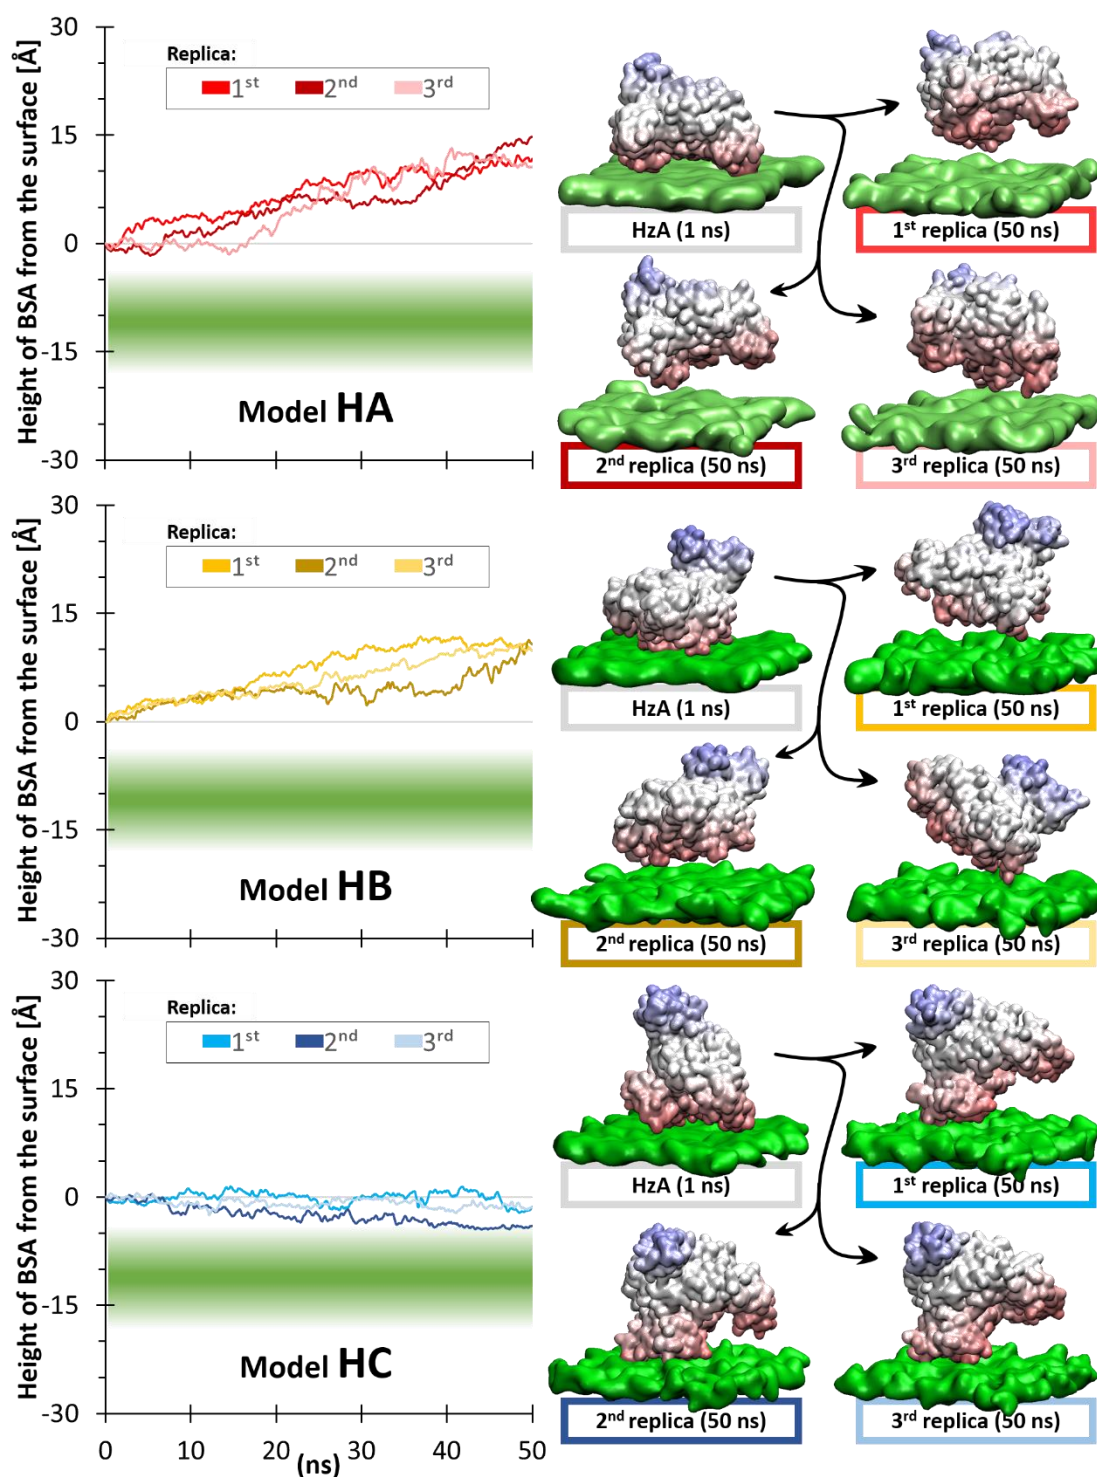 Height of BSA from the surface [Å]
30
15
0
-15
-30
Replica:
1st 2nd 3rd
Model HA
HzA (1 ns)
1st replica (50 ns)
2nd replica (50 ns)
3rd replica (50 ns)
Height of BSA from the surface [Å]
30
15
0
-15
-30
Replica:
1st 2nd 3rd
Model HB
HzA (1 ns)
1st replica (50 ns)
2nd replica (50 ns)
3rd replica (50 ns)
Height of BSA from the surface [Å]
30
15
0
-15
-30
Replica:
1st 2nd 3rd
Model HC
0 10 20 30 40 50
(ns)
HzA (1 ns)
1st replica (50 ns)
2nd replica (50 ns)
3rd replica (50 ns)